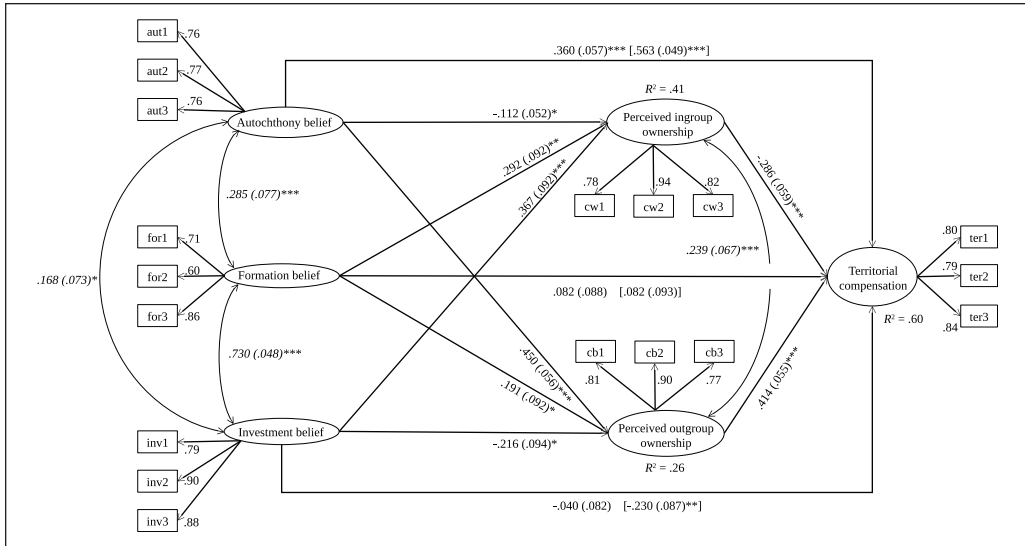 aut1
.76
.360 (.057)*** [.563 (.049)***]
aut2
.77
aut3
.76
R² = .41
Autochthony belief
-.112 (.052)*
Perceived ingroup
ownership
.292 (.092)**
.367 (.092)***
-.286 (.059)***
.78
.94
.82
cw1
cw2
cw3
.285 (.077)***
.239 (.067)***
for1
.71
.80
ter1
.168 (.073)*
for2
.60
Formation belief
Territorial
compensation
.79
ter2
.082 (.088) [.082 (.093)]
for3
.86
R² = .60
.84
ter3
.730 (.048)***
cb1
cb2
cb3
.81
.90
.77
.450 (.056)***
.191 (.092)*
.414 (.055)***
inv1
.79
Investment belief
-.216 (.094)*
Perceived outgroup
ownership
inv2
.90
R² = .26
inv3
.88
-.040 (.082) [-.230 (.087)**]